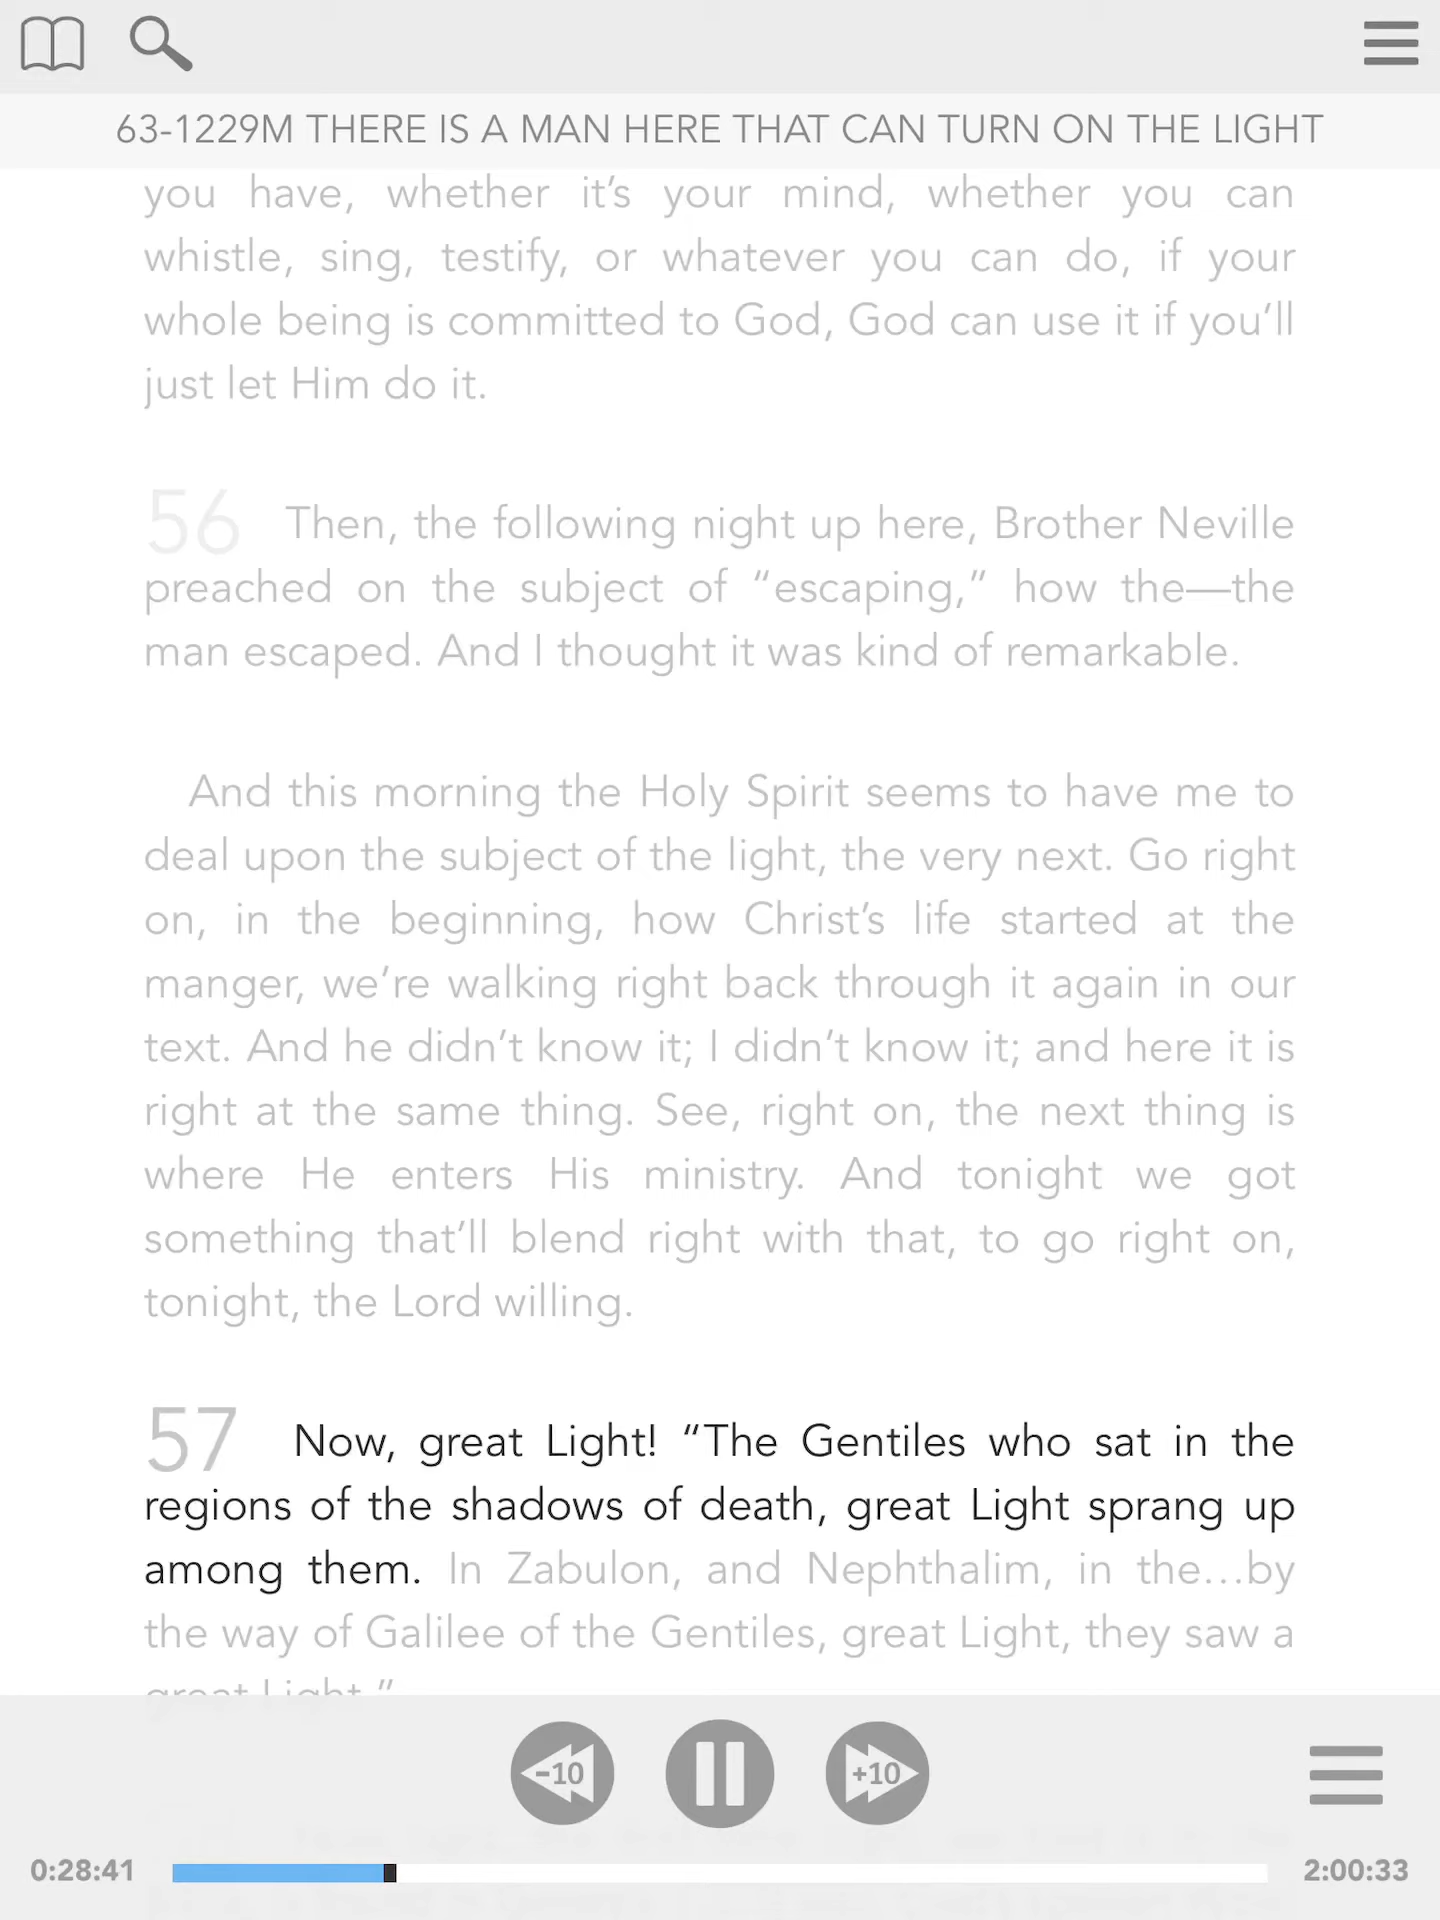 63-1229M THERE IS A MAN HERE THAT CAN TURN ON THE LIGHT
you have, whether it’s your mind, whether you can
whistle, sing, testify, or whatever you can do, if your
whole being is committed to God, God can use it if you’ll
just let Him do it.
56 Then, the following night up here, Brother Neville
preached on the subject of “escaping,” how the—the
man escaped. And I thought it was kind of remarkable.
And this morning the Holy Spirit seems to have me to
deal upon the subject of the light, the very next. Go right
on, in the beginning, how Christ’s life started at the
manger, we’re walking right back through it again in our
text. And he didn’t know it; I didn’t know it; and here it is
right at the same thing. See, right on, the next thing is
where He enters His ministry. And tonight we got
something that’ll blend right with that, to go right on,
tonight, the Lord willing.
57 Now, great Light! “The Gentiles who sat in the
regions of the shadows of death, great Light sprang up
among them. In Zabulon, and Nephthalim, in the…by
the way of Galilee of the Gentiles, great Light, they saw a
great Light.”
-10 +10
0:28:41 2:00:33